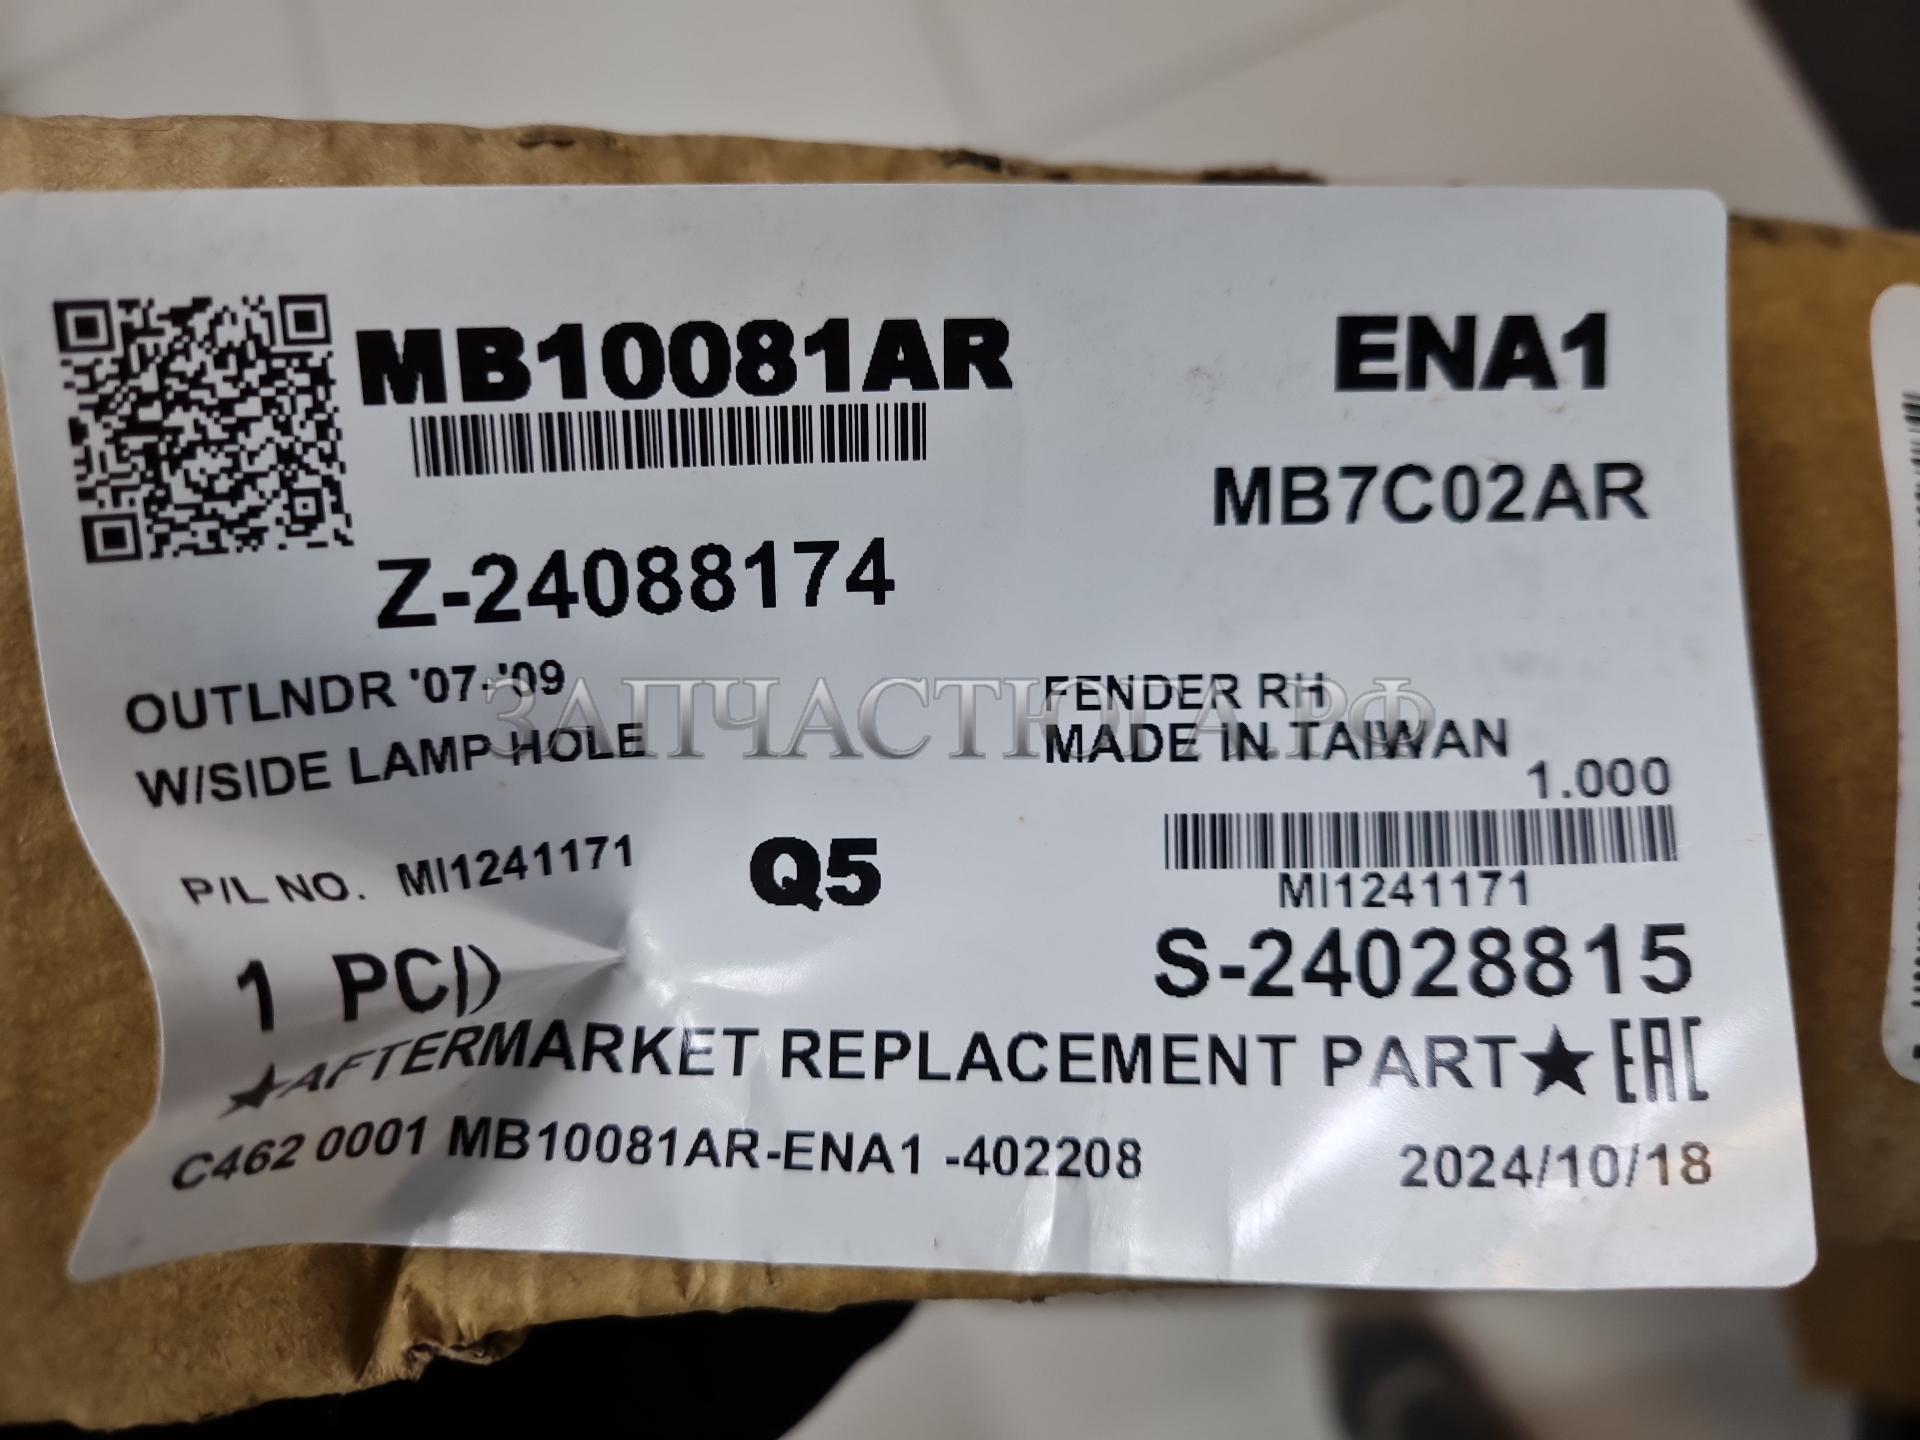 MB10081AR
ENA1
MB7C02AR
Z-24088174
OUTLNDR '07-'09
FENDER RH
W/SIDE LAMP HOLE
MADE IN TAIWAN
1.000
P/L NO. MI1241171
Q5
MI1241171
1 PC
S-24028815
★AFTERMARKET REPLACEMENT PART★ EAC
C462 0001 MB10081AR-ENA1 -402208
2024/10/18
ЗАПЧАСТЮГА.РФ